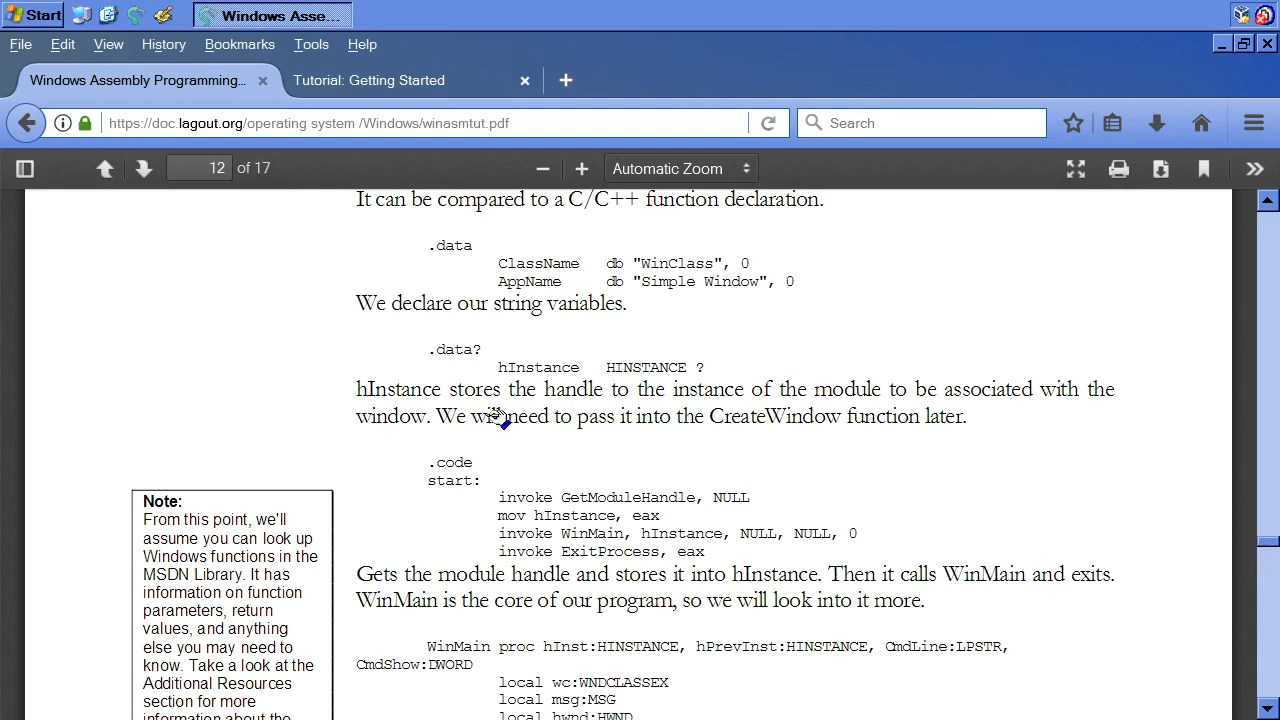 Start
Windows Asse...
File Edit View History Bookmarks Tools Help
Windows Assembly Programming...
Tutorial: Getting Started
https://doc.lagout.org/operating system /Windows/winasmtut.pdf
Search
12 of 17
Automatic Zoom
It can be compared to a C/C++ function declaration.
.data
ClassName db "WinClass", 0
AppName db "Simple Window", 0
We declare our string variables.
.data?
hInstance HINSTANCE ?
hInstance stores the handle to the instance of the module to be associated with the
window. We will need to pass it into the CreateWindow function later.
.code
start:
invoke GetModuleHandle, NULL
mov hInstance, eax
invoke WinMain, hInstance, NULL, NULL, 0
invoke ExitProcess, eax
Gets the module handle and stores it into hInstance. Then it calls WinMain and exits.
WinMain is the core of our program, so we will look into it more.
WinMain proc hInst:HINSTANCE, hPrevInst:HINSTANCE, CmdLine:LPSTR,
CmdShow:DWORD
local wc:WNDCLASSEX
local msg:MSG
local hwnd:HWND
Note:
From this point, we'll
assume you can look up
Windows functions in the
MSDN Library. It has
information on function
parameters, return
values, and anything
else you may need to
know. Take a look at the
Additional Resources
section for more
information about the